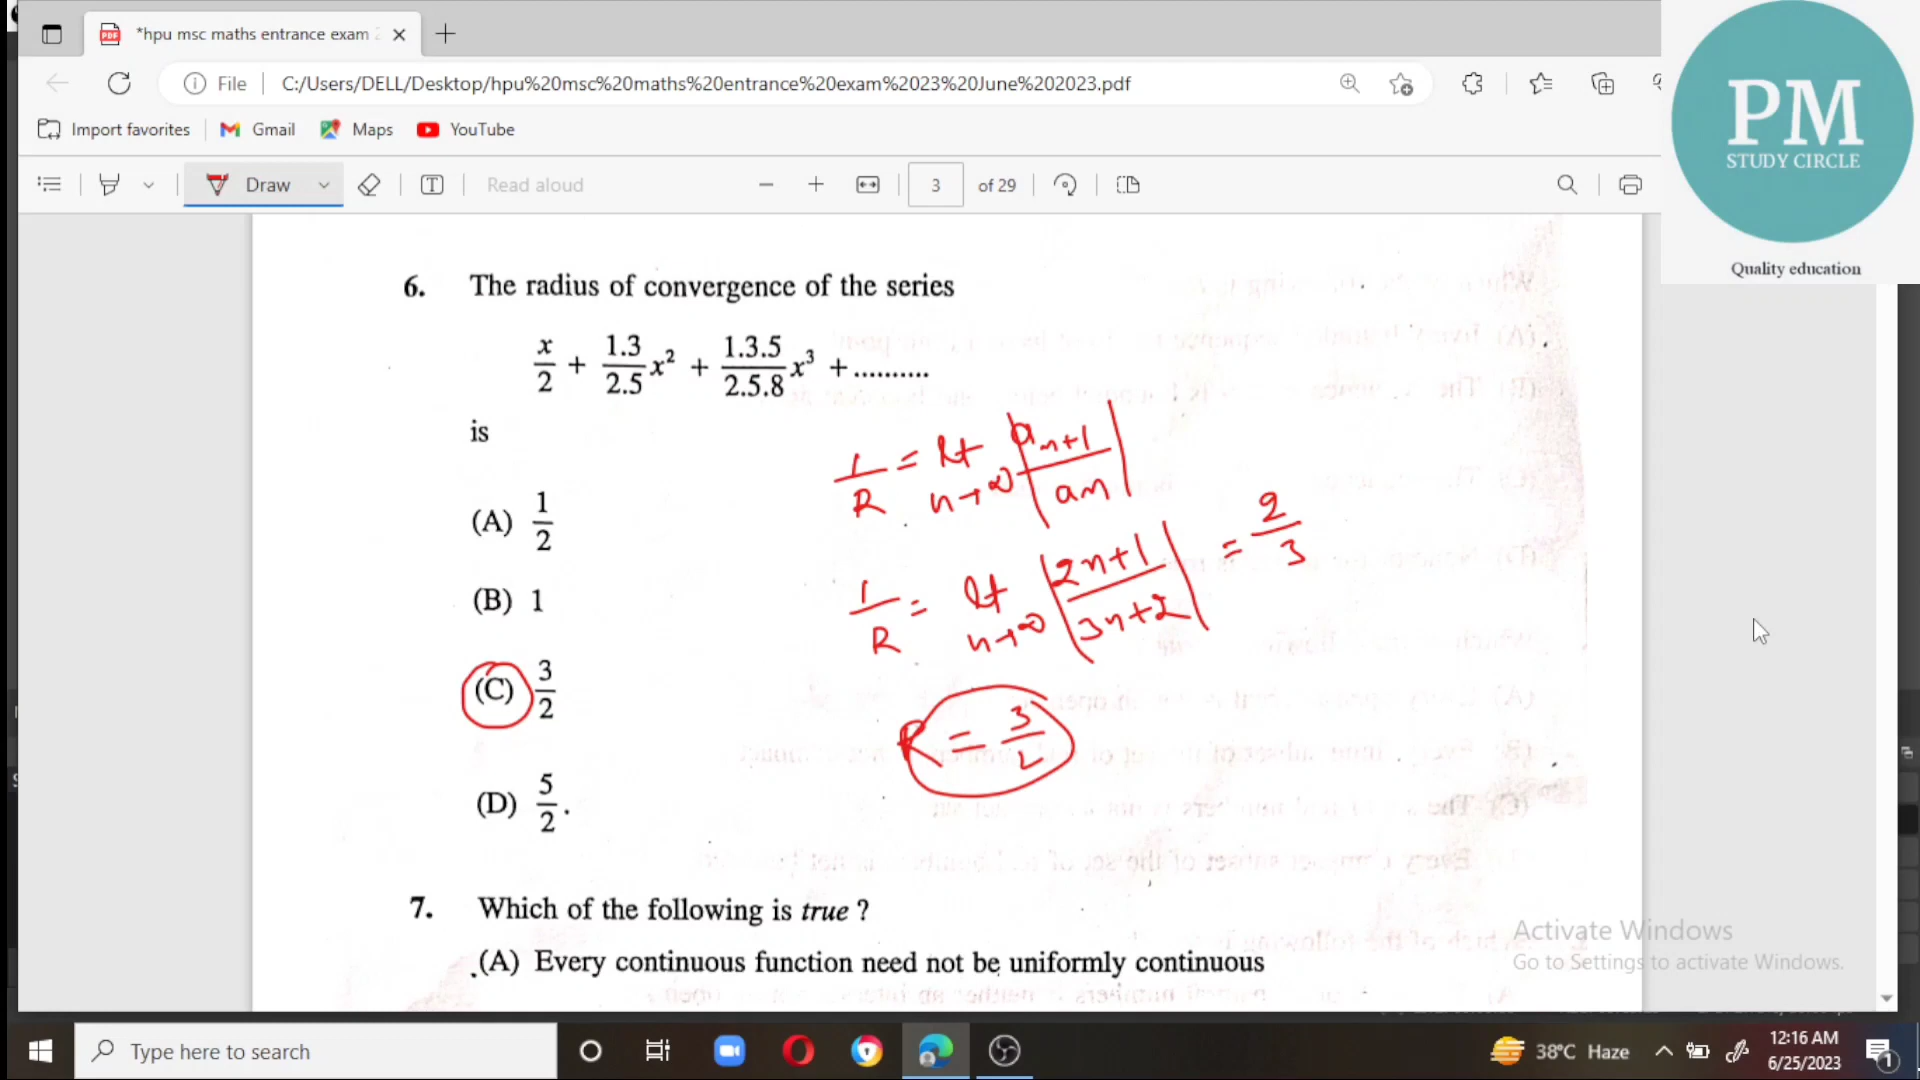 *hpu msc maths entrance exam 2
File C:/Users/DELL/Desktop/hpu%20msc%20maths%20entrance%20exam%2023%20June%202023.pdf
Import favorites Gmail Maps YouTube
Draw Read aloud 3 of 29
PM
STUDY CIRCLE
Quality education
6. The radius of convergence of the series
x/2 + 1.3/2.5 x² + 1.3.5/2.5.8 x³ + ..........
is
1/R = lt n→∞ |an+1/an|
(A) 1/2
1/R = lt n→∞ |2n+1/3n+2| = 2/3
(B) 1
(C) 3/2
R = 3/2
(D) 5/2.
7. Which of the following is true ?
(A) Every continuous function need not be uniformly continuous
Activate Windows
Go to Settings to activate Windows.
Type here to search
38°C Haze
12:16 AM
6/25/2023
1